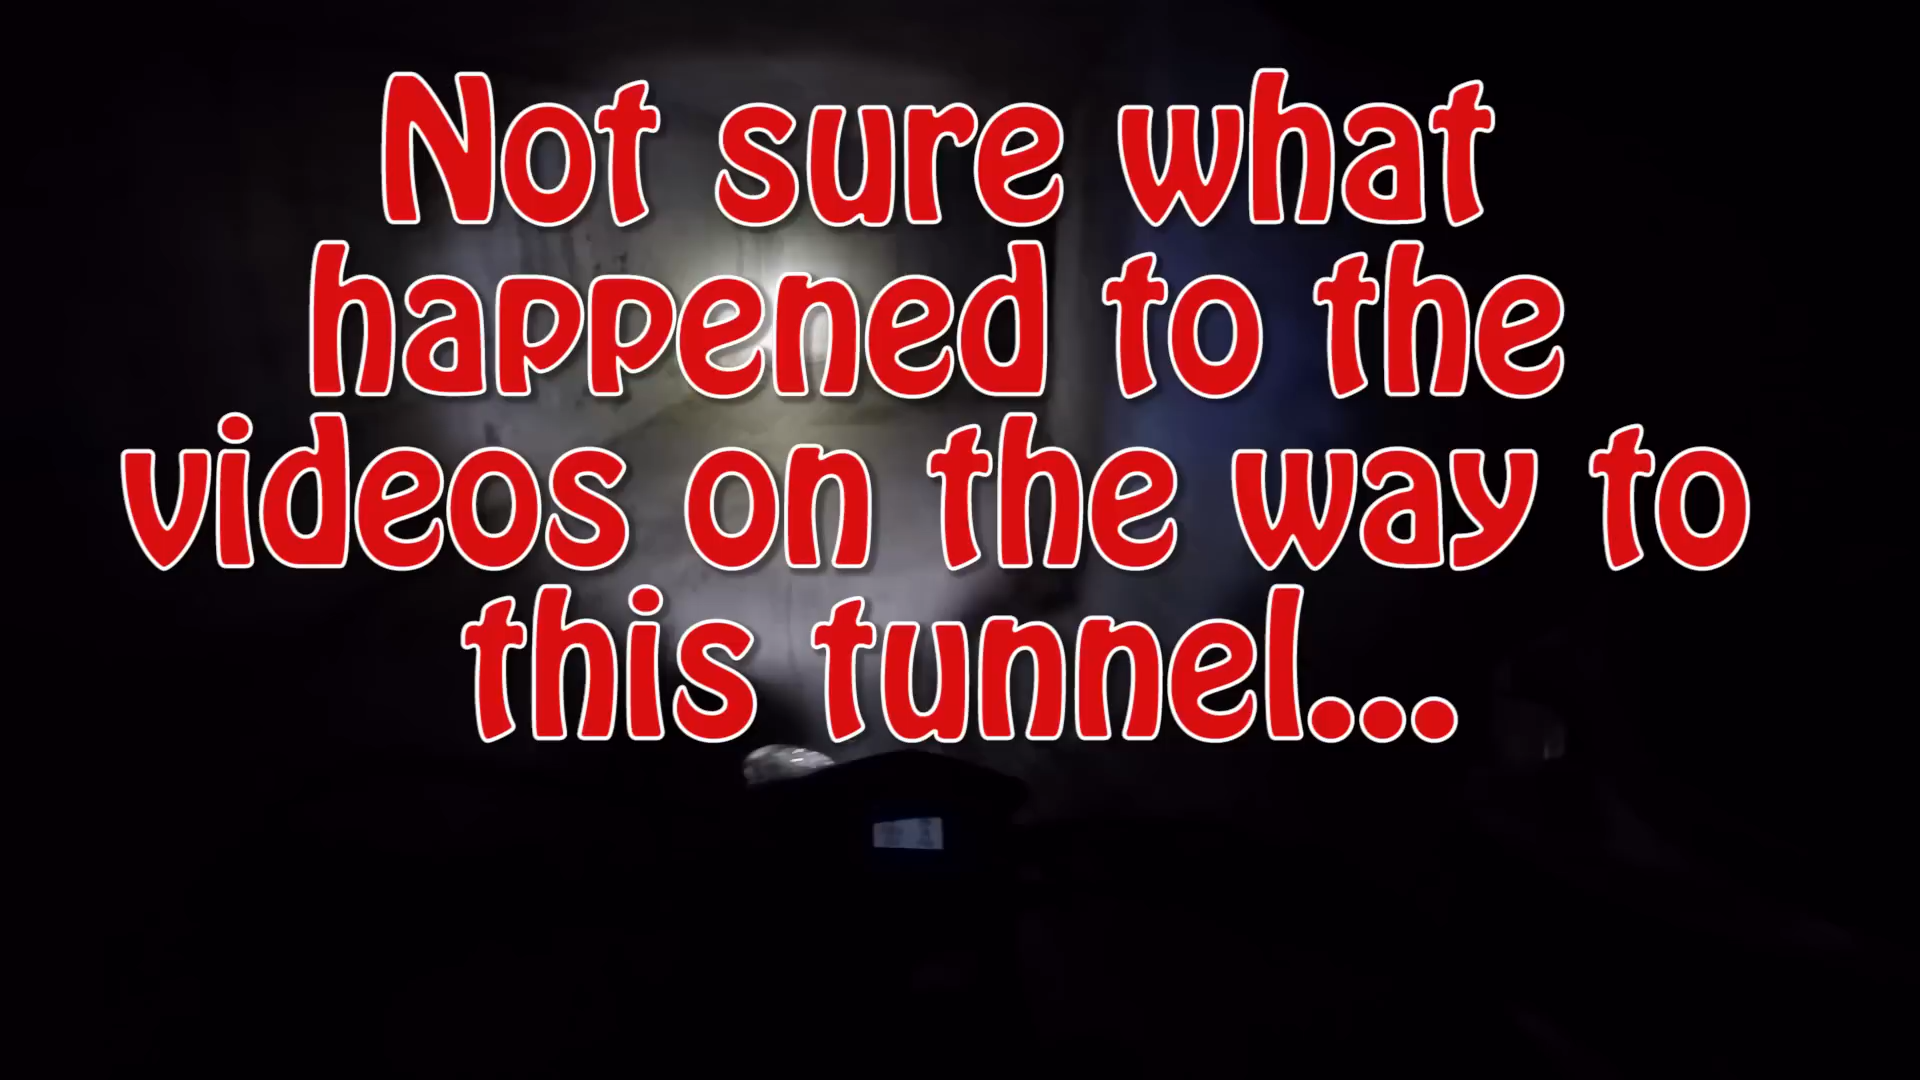 Not sure what
happened to the
videos on the way to
this tunnel...